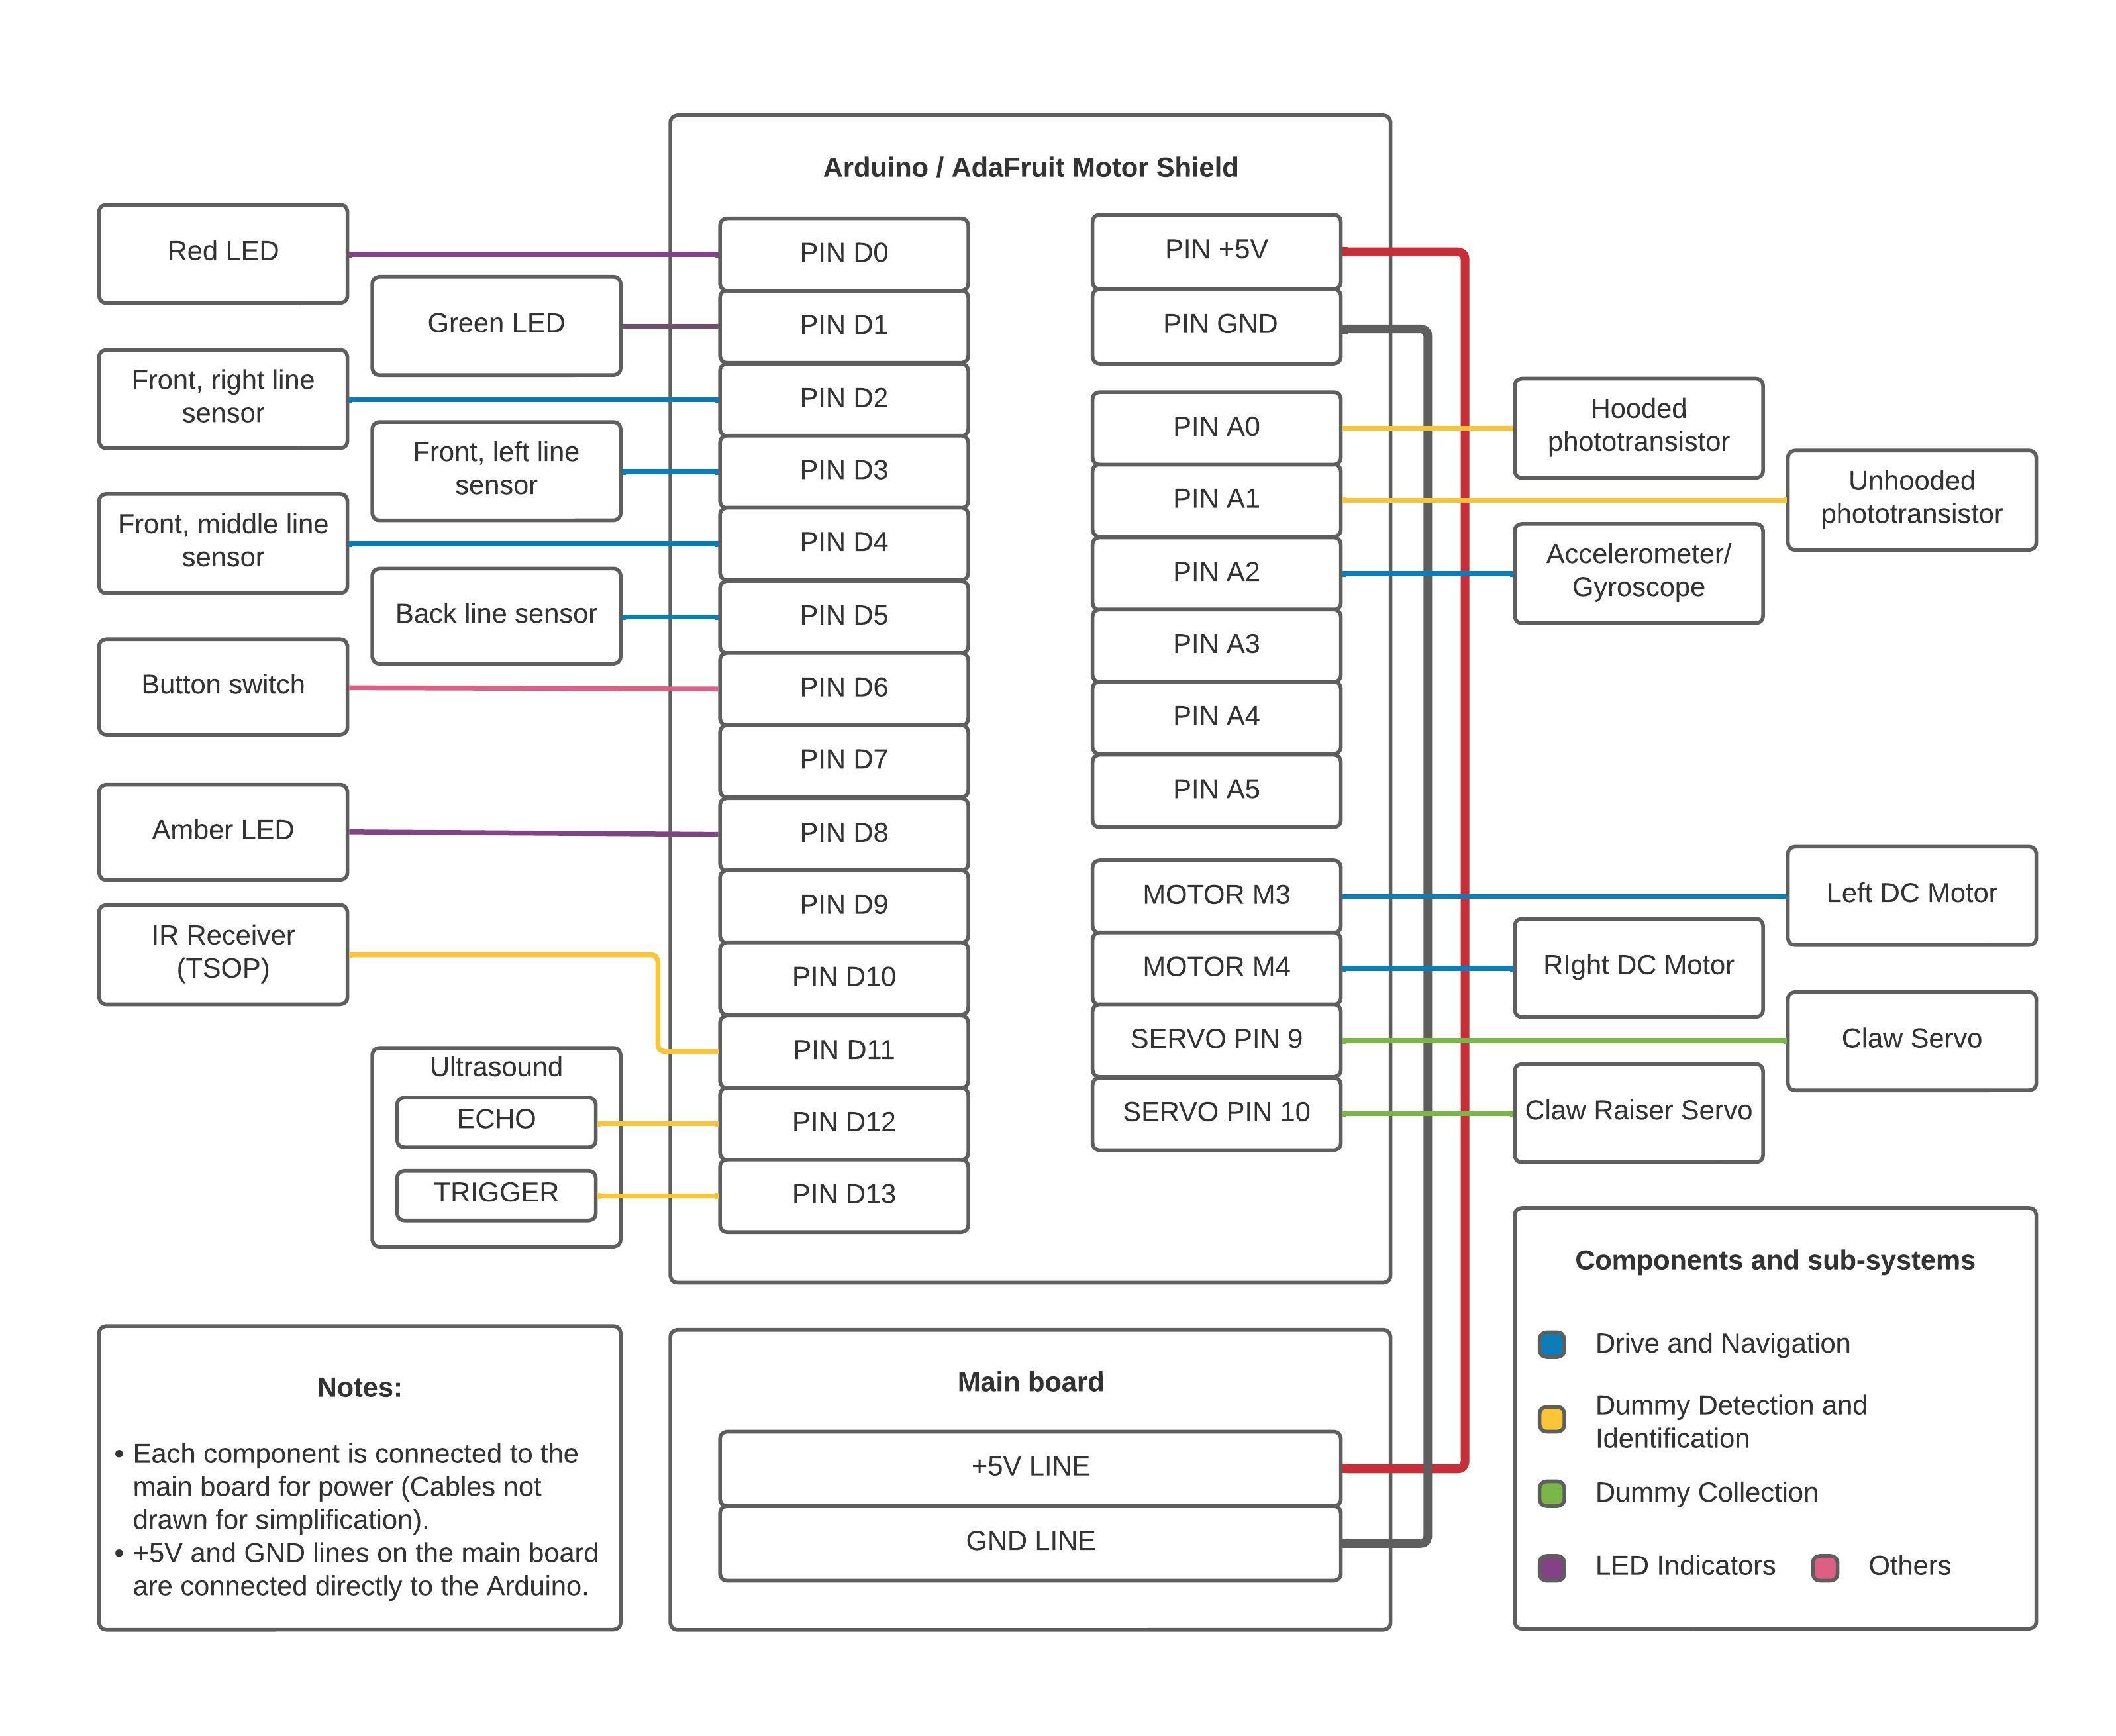 Arduino / AdaFruit Motor Shield
Red LED
Green LED
Front, right line
sensor
Front, left line
sensor
Front, middle line
sensor
Back line sensor
Button switch
Amber LED
IR Receiver
(TSOP)
Ultrasound
ECHO
TRIGGER
PIN D0
PIN D1
PIN D2
PIN D3
PIN D4
PIN D5
PIN D6
PIN D7
PIN D8
PIN D9
PIN D10
PIN D11
PIN D12
PIN D13
PIN +5V
PIN GND
PIN A0
PIN A1
PIN A2
PIN A3
PIN A4
PIN A5
MOTOR M3
MOTOR M4
SERVO PIN 9
SERVO PIN 10
Hooded
phototransistor
Unhooded
phototransistor
Accelerometer/
Gyroscope
Left DC Motor
RIght DC Motor
Claw Servo
Claw Raiser Servo
Notes:
• Each component is connected to the
main board for power (Cables not
drawn for simplification).
• +5V and GND lines on the main board
are connected directly to the Arduino.
Main board
+5V LINE
GND LINE
Components and sub-systems
Drive and Navigation
Dummy Detection and
Identification
Dummy Collection
LED Indicators
Others